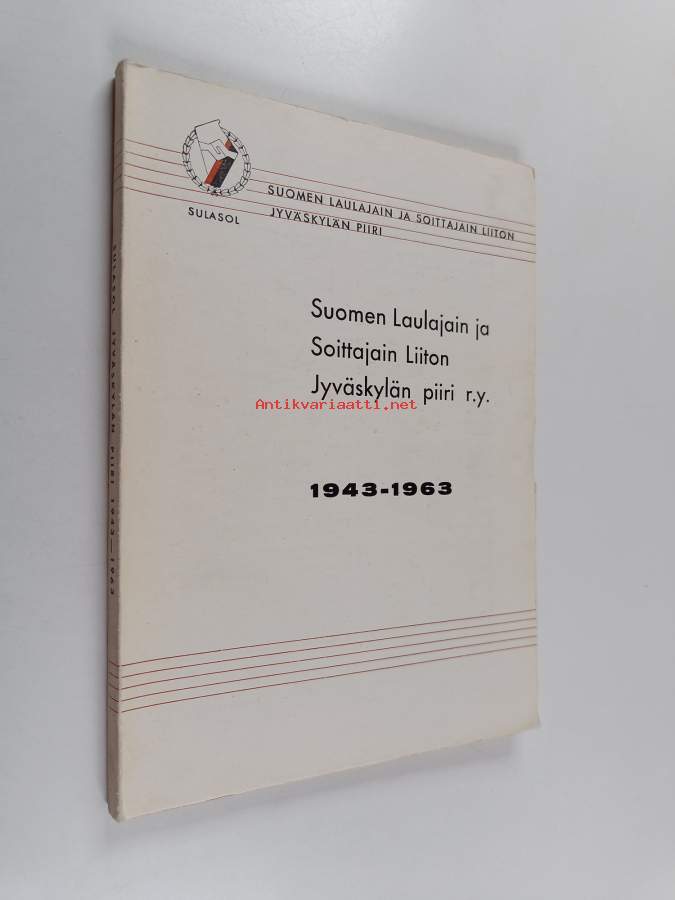 SUOMEN LAULAJAIN JA SOITTAJAIN LIITON
JYVÄSKYLÄN PIIRI
SULASOL
Suomen Laulajain ja
Soittajain Liiton
Jyväskylän piiri r.y.
Antikvariaatti.net
1943-1963
SULASOL JYVÄSKYLÄN PIIRI 1943—1963